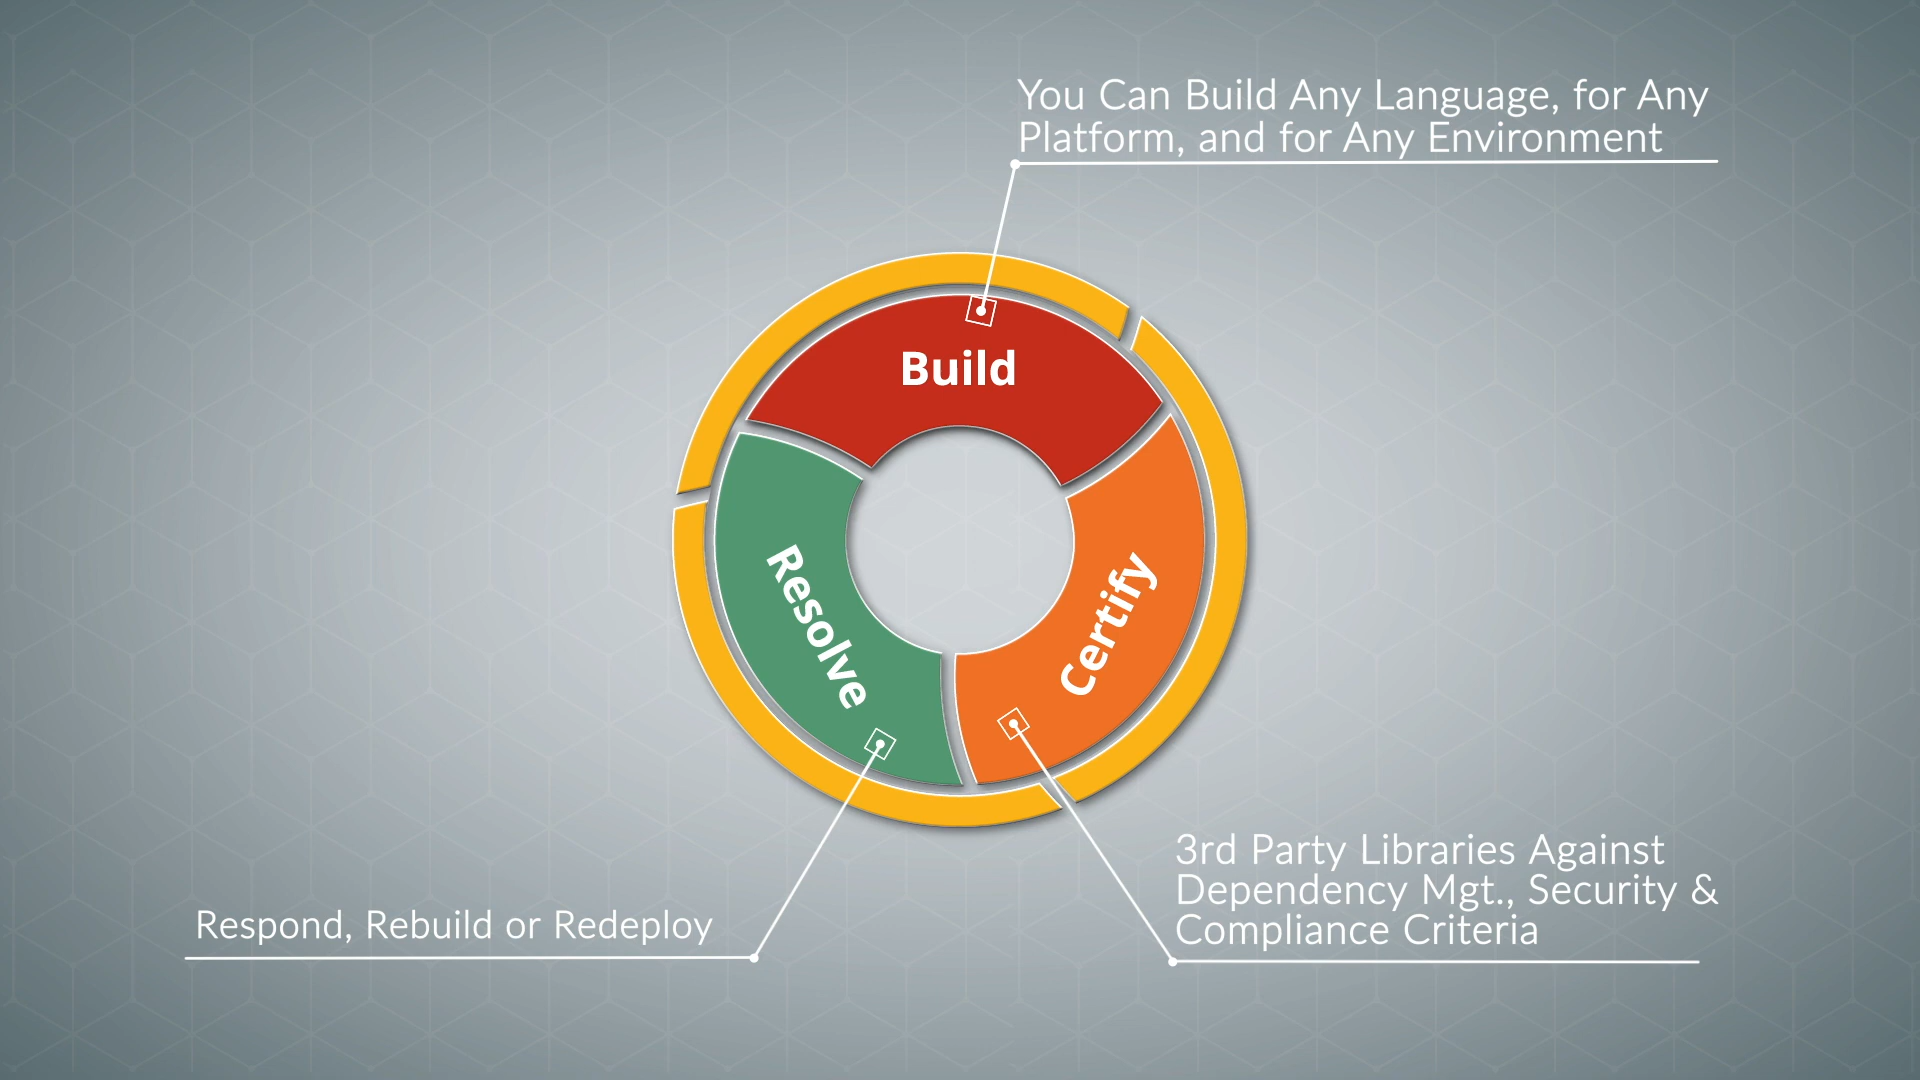 You Can Build Any Language, for Any
Platform, and for Any Environment
Build
Certify
Resolve
3rd Party Libraries Against
Dependency Mgt., Security &
Compliance Criteria
Respond, Rebuild or Redeploy